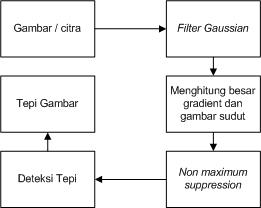 Gambar / citra
Filter Gaussian
Menghitung besar
gradient dan
gambar sudut
Non maximum
suppression
Deteksi Tepi
Tepi Gambar